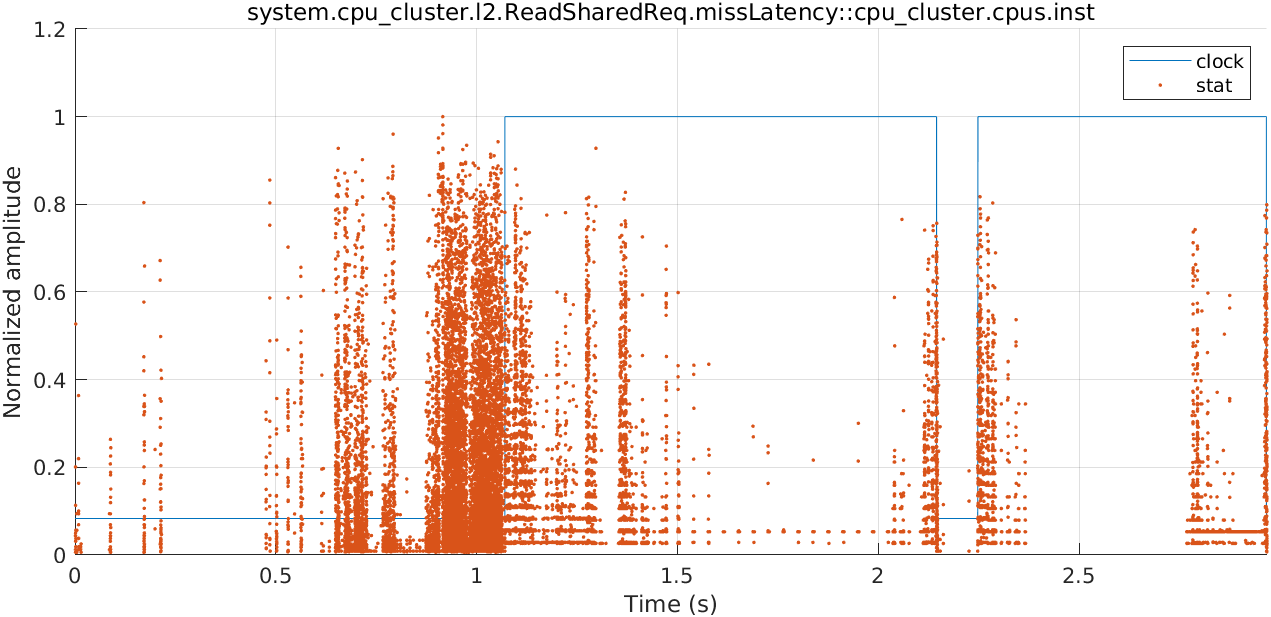 system.cpu_cluster.l2.ReadSharedReq.missLatency::cpu_cluster.cpus.inst
1.2
1
0.8
0.6
0.4
0.2
0
Normalized amplitude
clock
stat
0 0.5 1 1.5 2 2.5
Time (s)